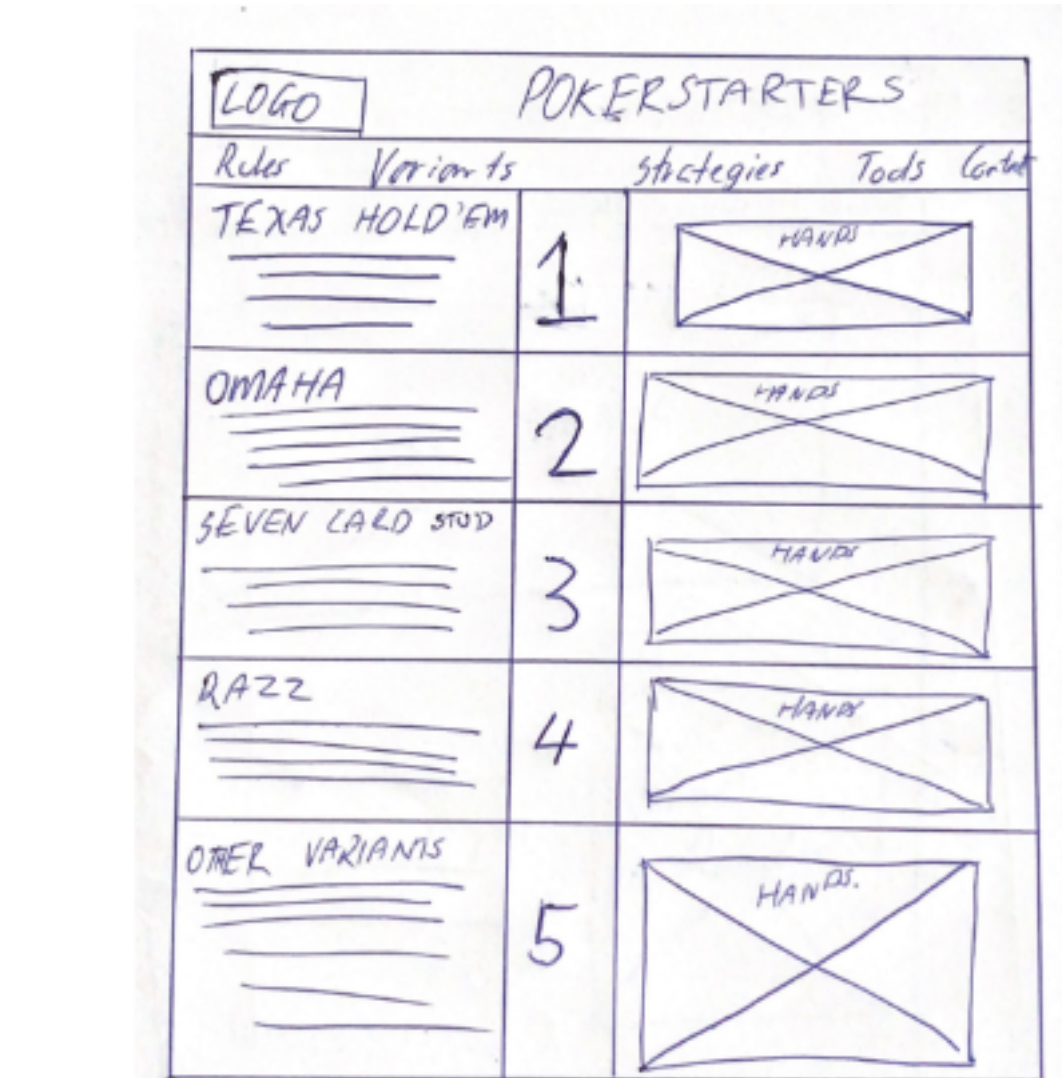 LOGO POKERSTARTERS
Rules Variants Strategies Tools Contact
TEXAS HOLD'EM 1 HANDS
OMAHA 2 HANDS
SEVEN CARD STUD 3 HANDS
RAZZ 4 HANDS
OTHER VARIANTS 5 HANDS.